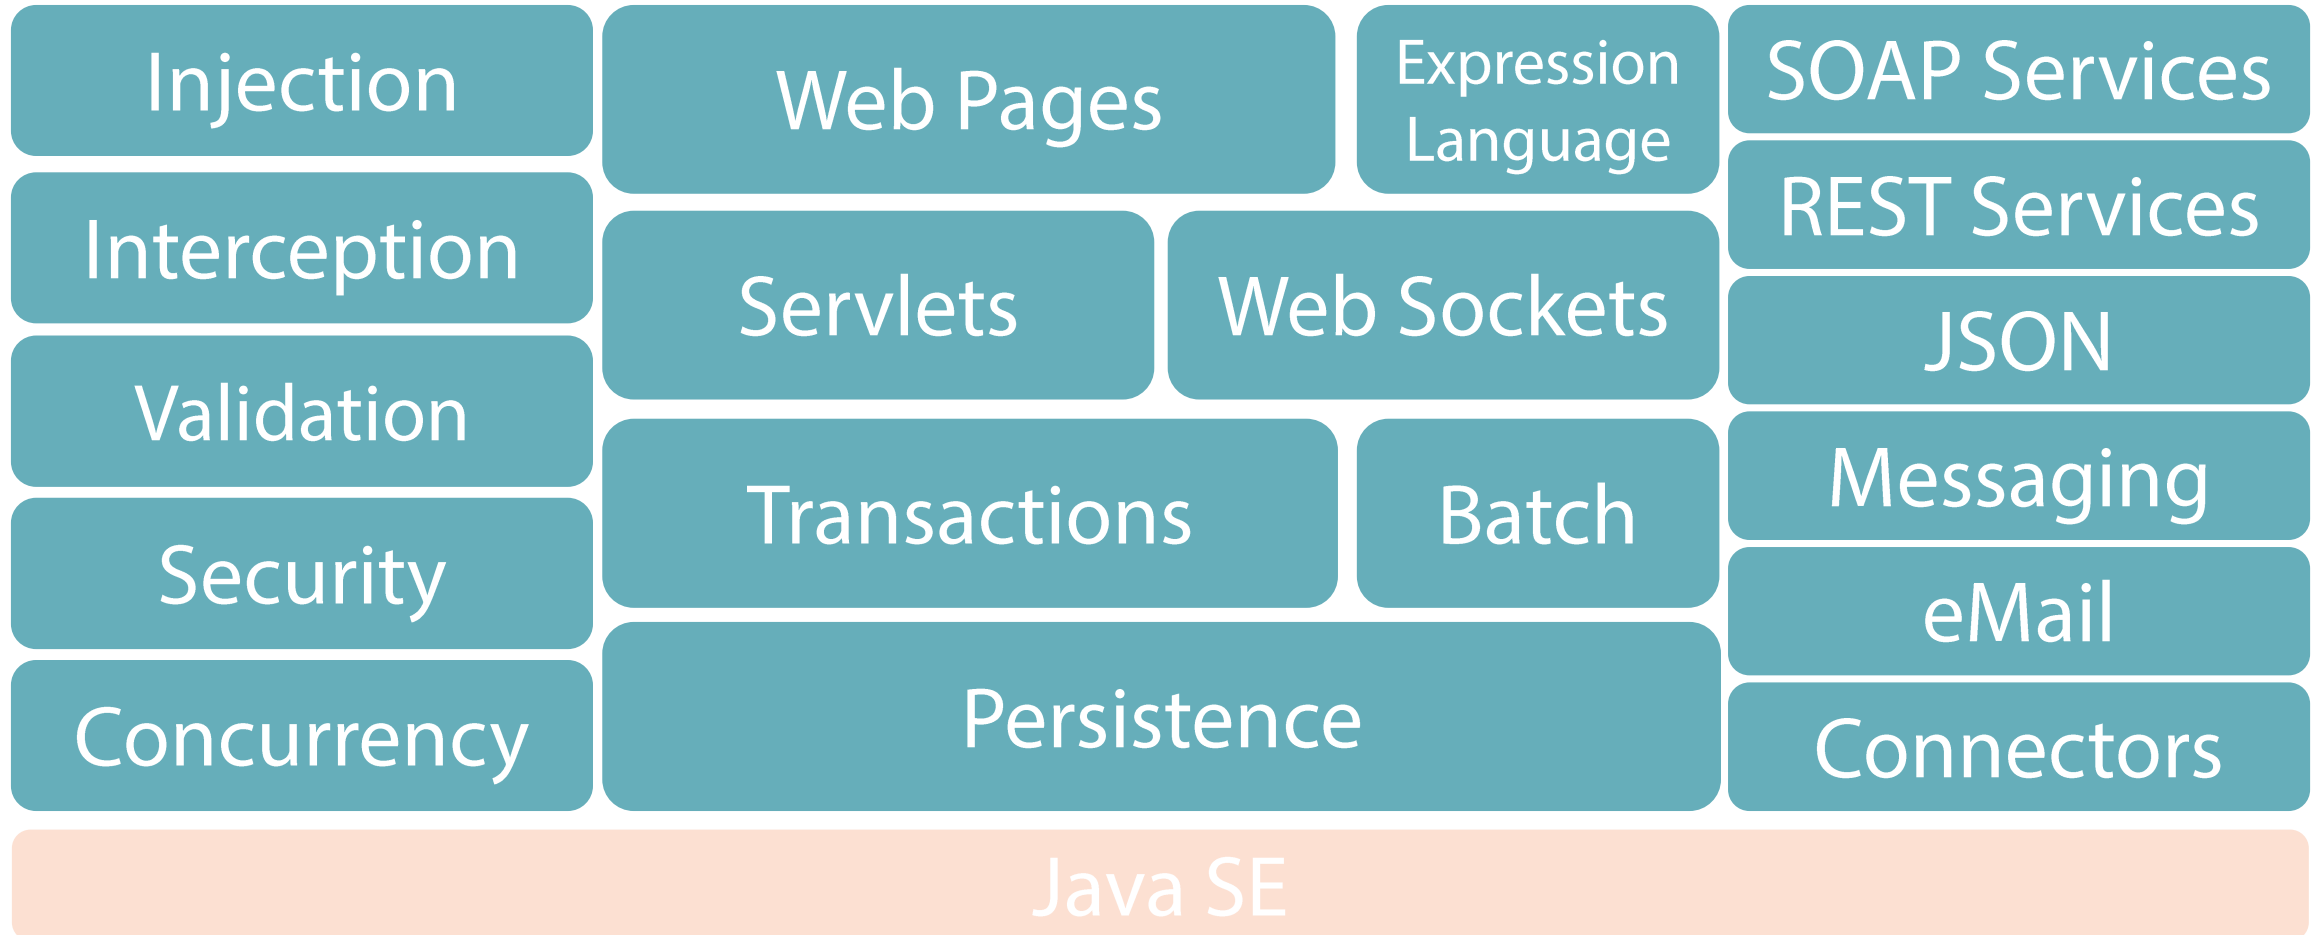 Injection
Interception
Validation
Security
Concurrency
Web Pages
Expression
Language
Servlets
Web Sockets
Transactions
Batch
Persistence
SOAP Services
REST Services
JSON
Messaging
eMail
Connectors
Java SE